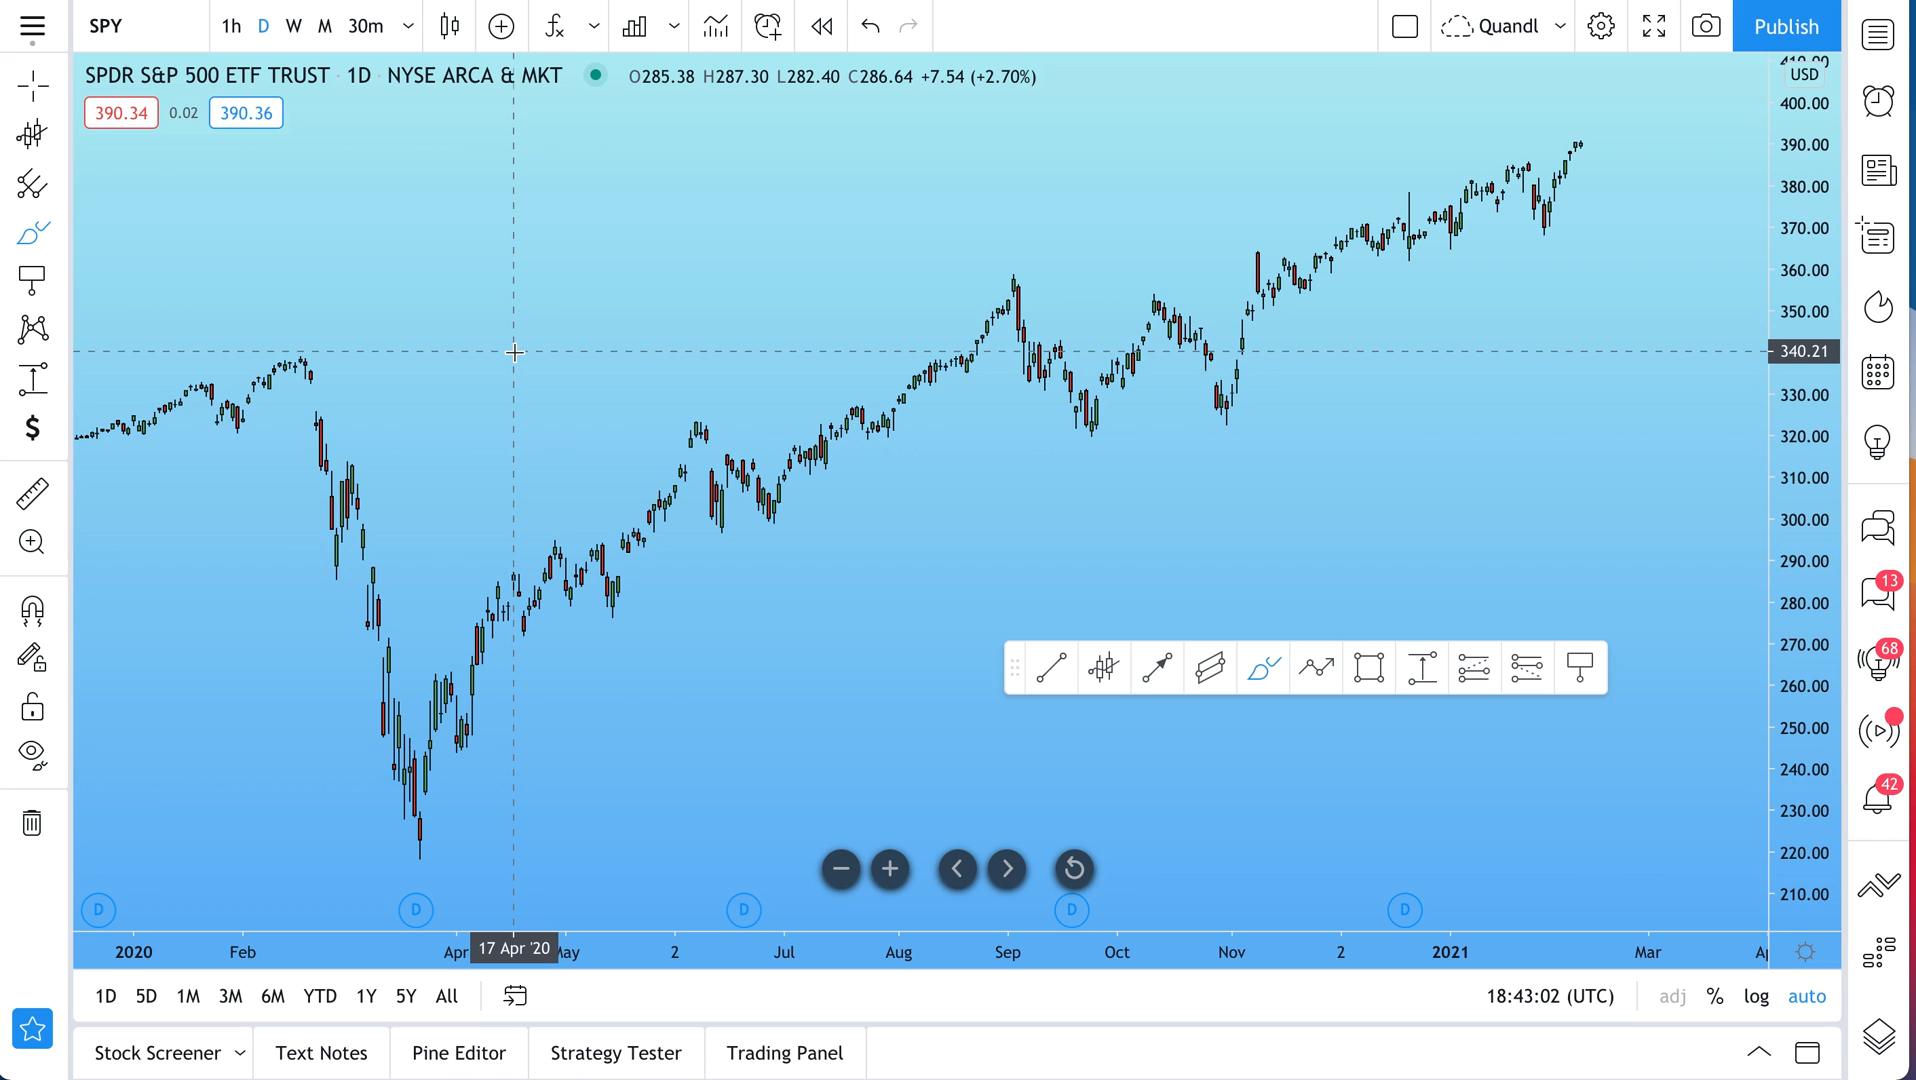 SPY
1h D W M 30m
Quandl
Publish
SPDR S&P 500 ETF TRUST · 1D · NYSE ARCA & MKT
O285.38 H287.30 L282.40 C286.64 +7.54 (+2.70%)
390.34 0.02 390.36
410.00
USD
400.00
390.00
380.00
370.00
360.00
350.00
340.21
330.00
320.00
310.00
300.00
290.00
280.00
270.00
260.00
250.00
240.00
230.00
220.00
210.00
13
68
42
D D D D D
2020 Feb Apr 17 Apr '20 May 2 Jul Aug Sep Oct Nov 2 2021 Mar
1D 5D 1M 3M 6M YTD 1Y 5Y All
18:43:02 (UTC) adj % log auto
Stock Screener Text Notes Pine Editor Strategy Tester Trading Panel